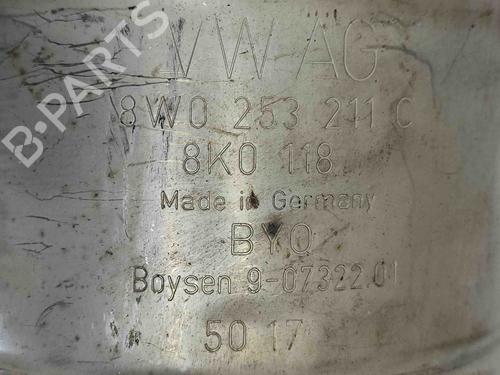 VW AG
B-PARTS
8W0 253 211 C
8K0 118
Made in Germany
BYO
Boysen 9-07322.01
50 17